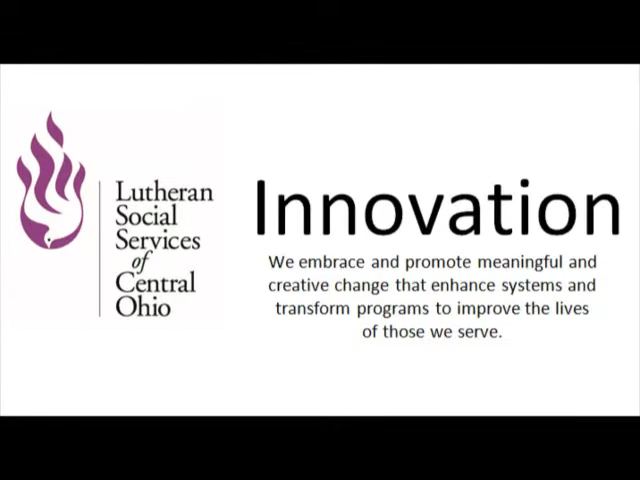 Lutheran
Social
Services
of
Central
Ohio
Innovation
We embrace and promote meaningful and
creative change that enhance systems and
transform programs to improve the lives
of those we serve.